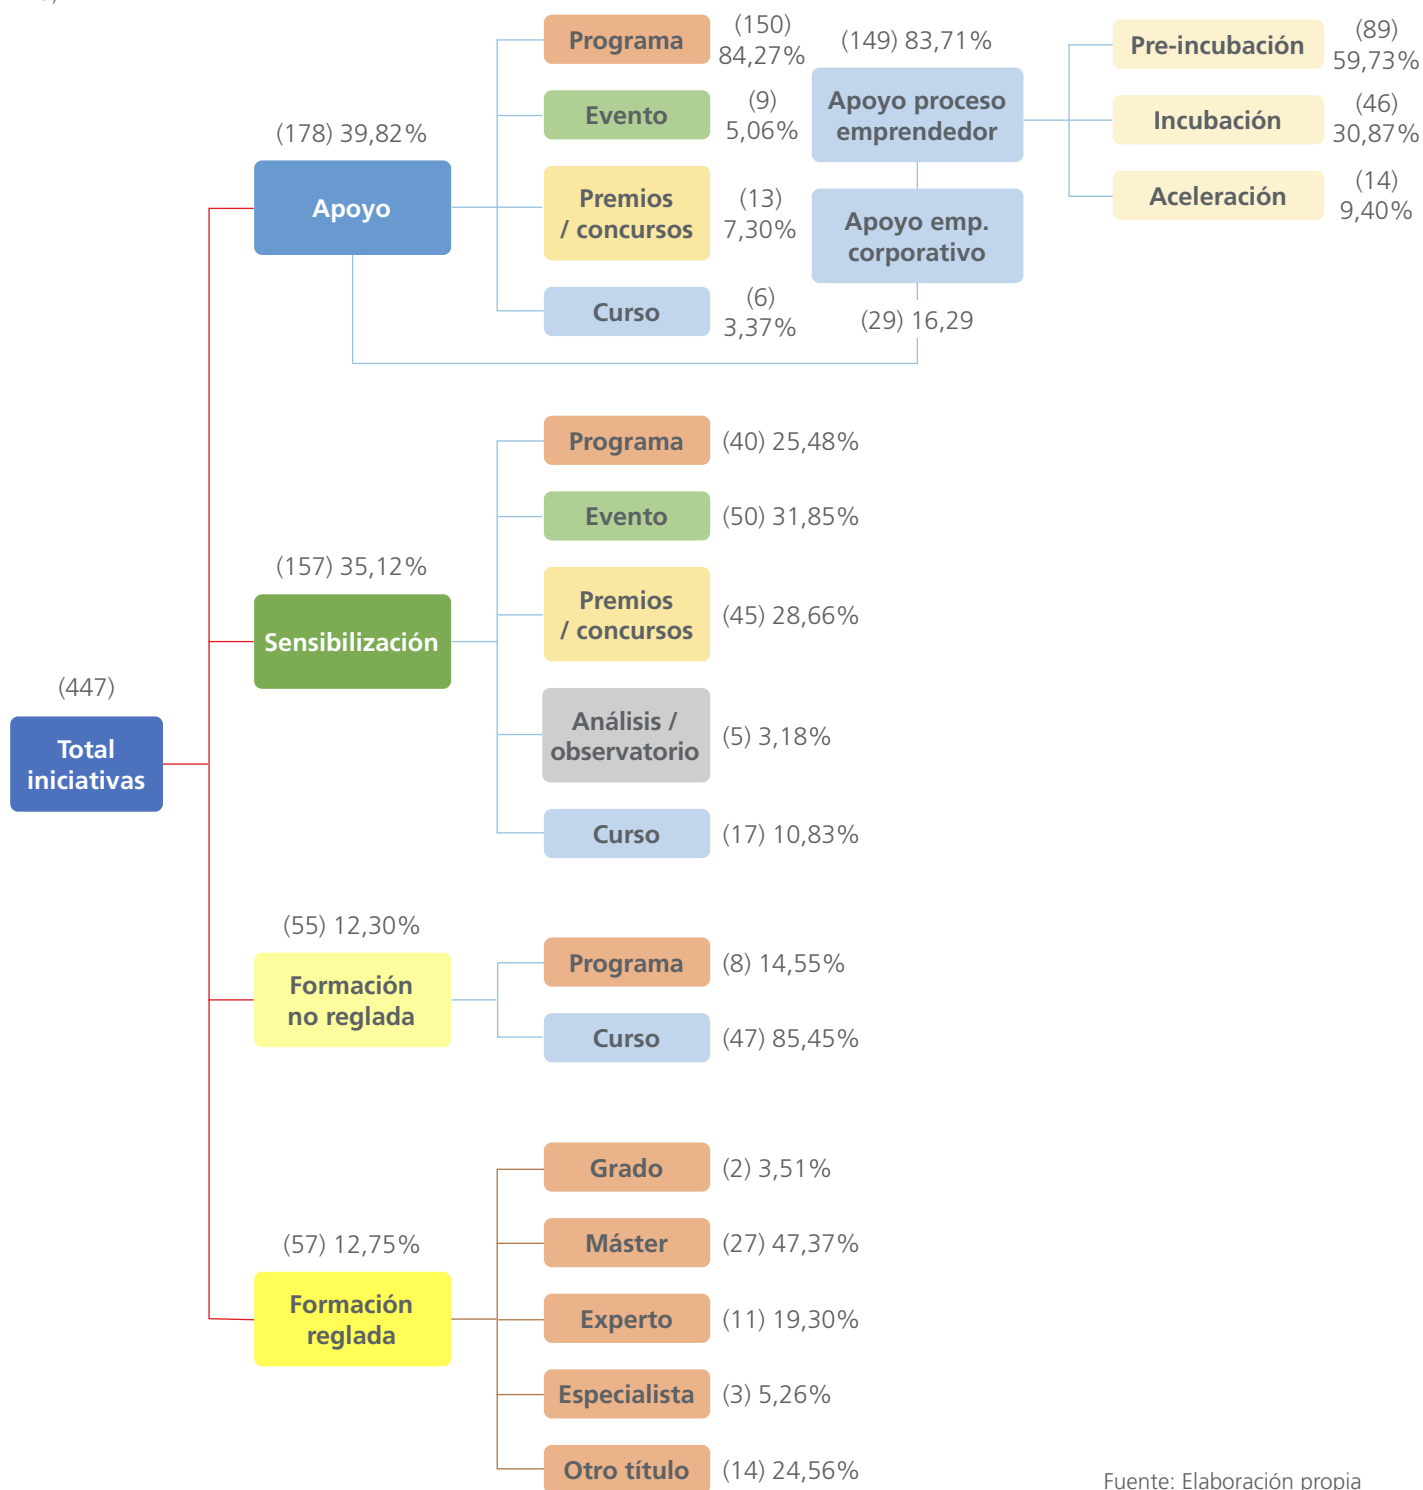 (447)
Total
iniciativas
(178) 39,82%
Apoyo
Programa
(150)
84,27%
Evento
(9)
5,06%
Premios
/ concursos
(13)
7,30%
Curso
(6)
3,37%
(149) 83,71%
Apoyo proceso
emprendedor
Apoyo emp.
corporativo
(29) 16,29
Pre-incubación
(89)
59,73%
Incubación
(46)
30,87%
Aceleración
(14)
9,40%
(157) 35,12%
Sensibilización
Programa
(40) 25,48%
Evento
(50) 31,85%
Premios
/ concursos
(45) 28,66%
Análisis /
observatorio
(5) 3,18%
Curso
(17) 10,83%
(55) 12,30%
Formación
no reglada
Programa
(8) 14,55%
Curso
(47) 85,45%
(57) 12,75%
Formación
reglada
Grado
(2) 3,51%
Máster
(27) 47,37%
Experto
(11) 19,30%
Especialista
(3) 5,26%
Otro título
(14) 24,56%
Fuente: Elaboración propia